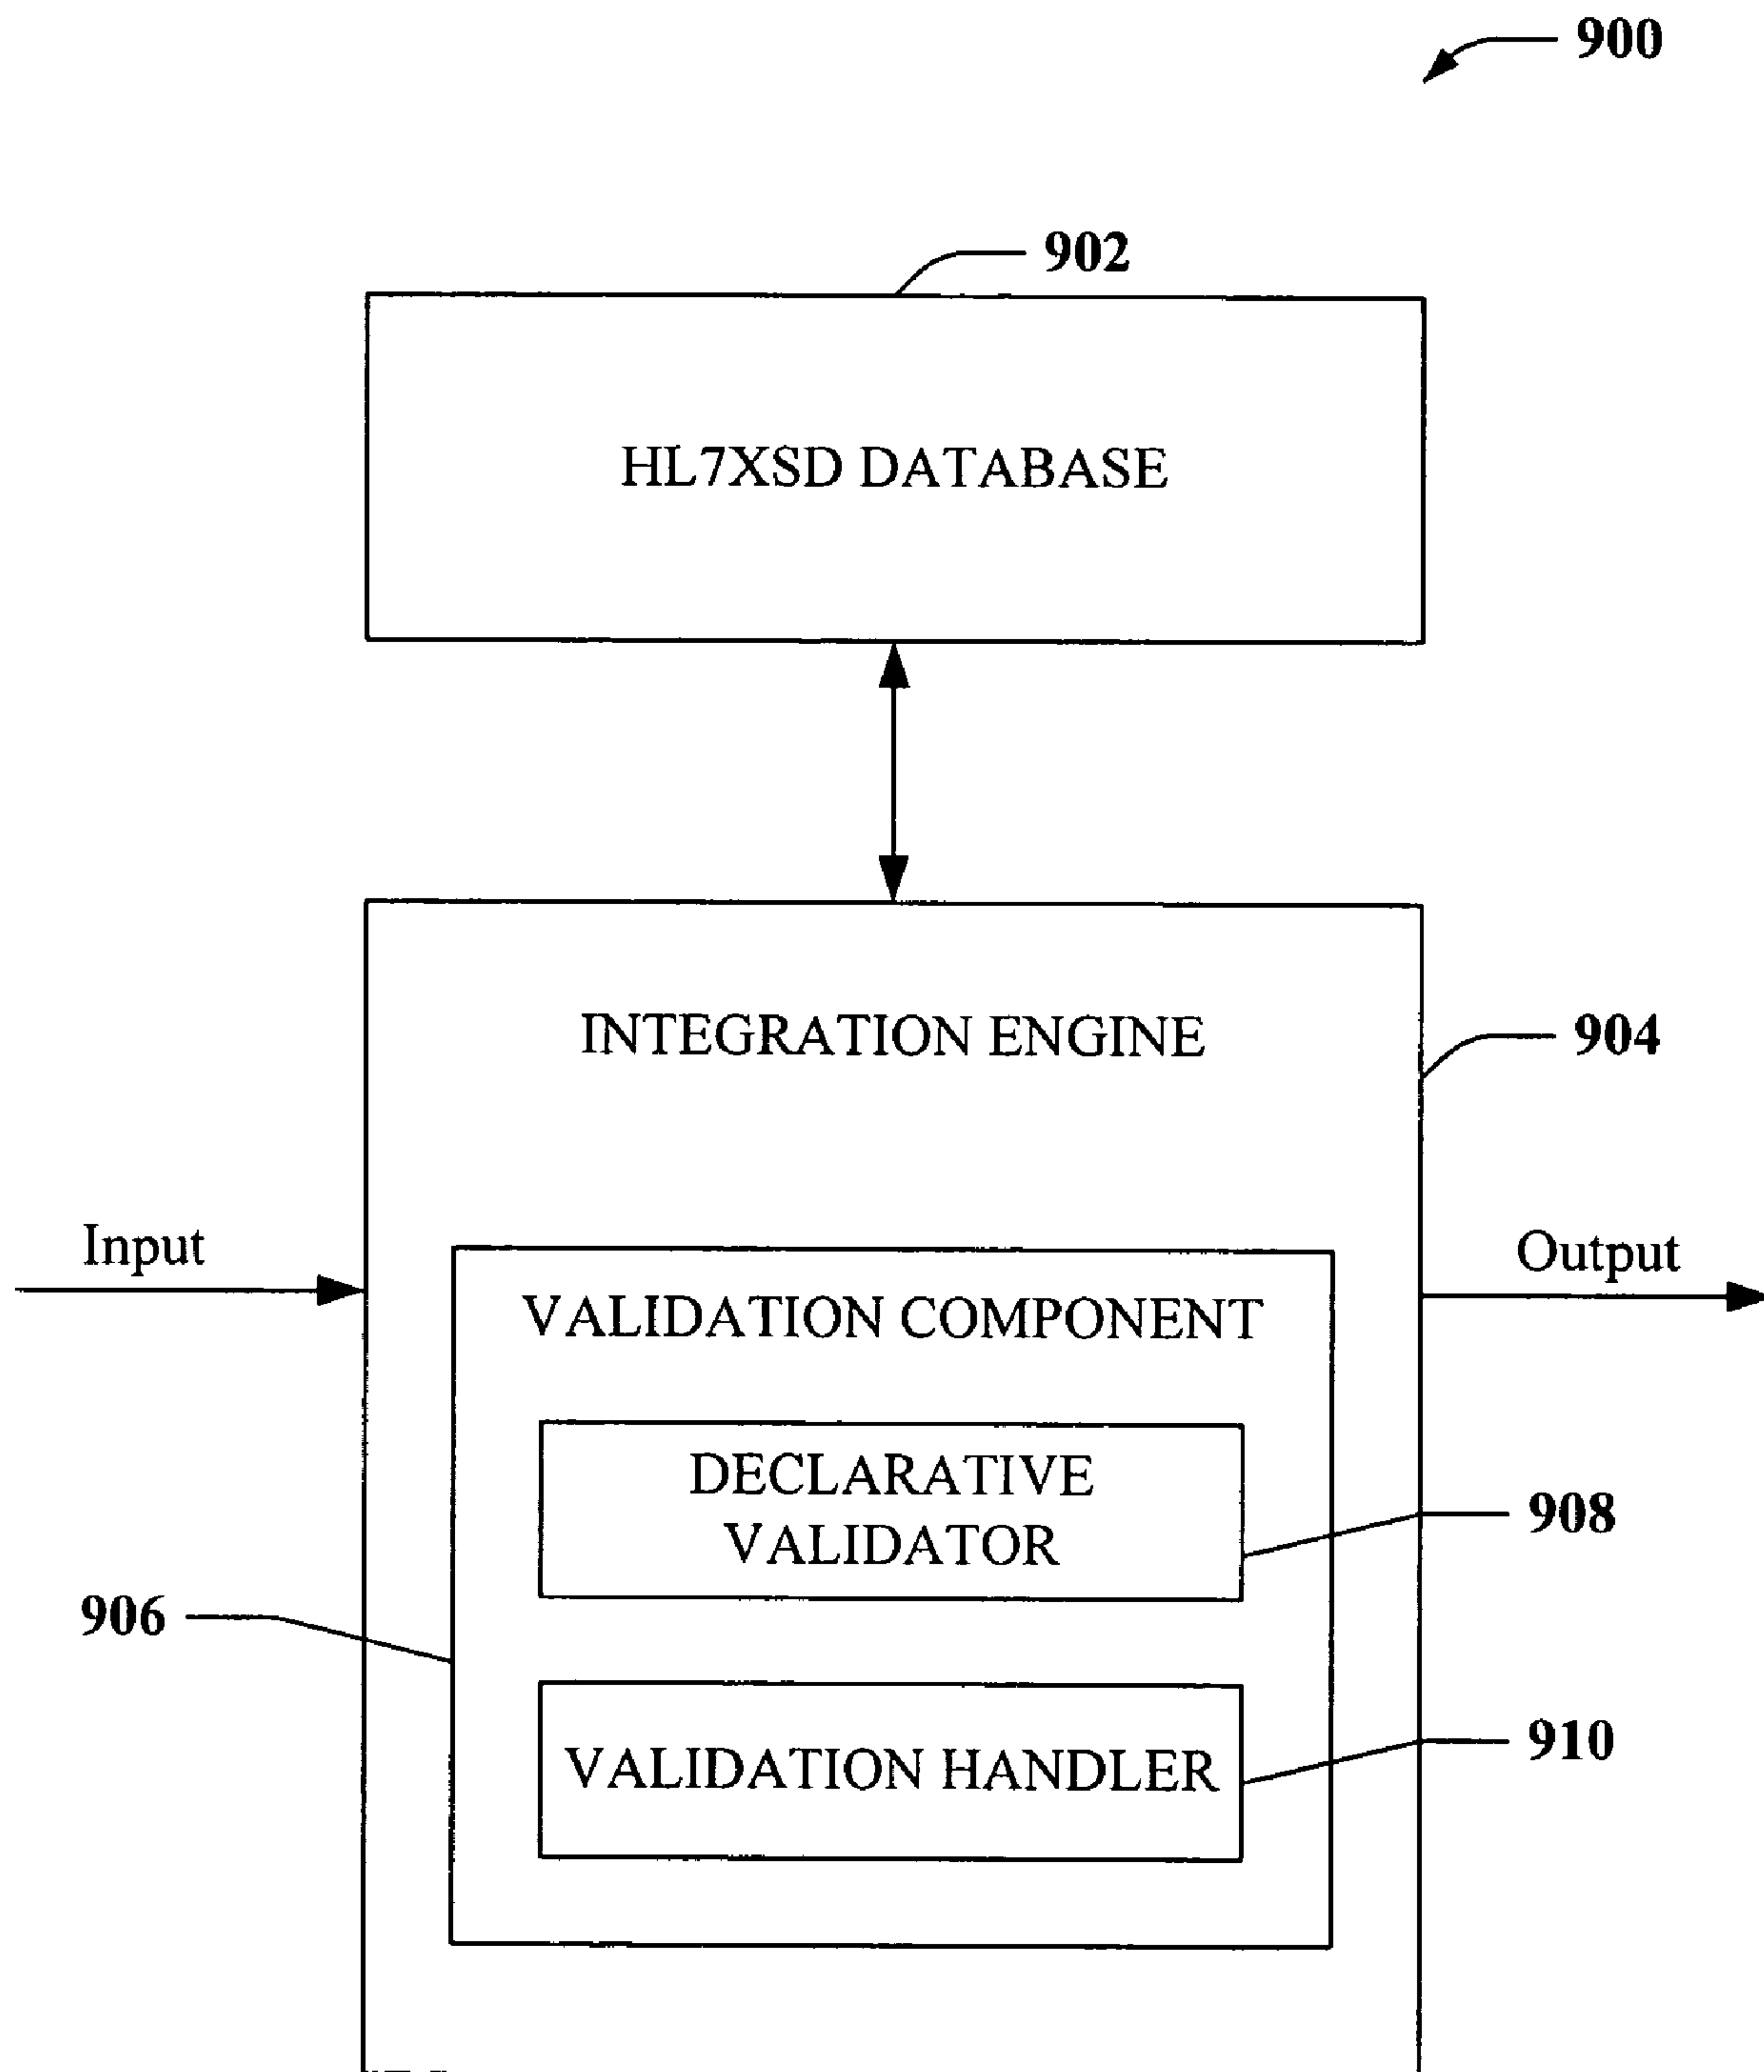 900
902
HL7XSD DATABASE
INTEGRATION ENGINE
904
Input
Output
VALIDATION COMPONENT
DECLARATIVE
VALIDATOR
908
906
VALIDATION HANDLER
910